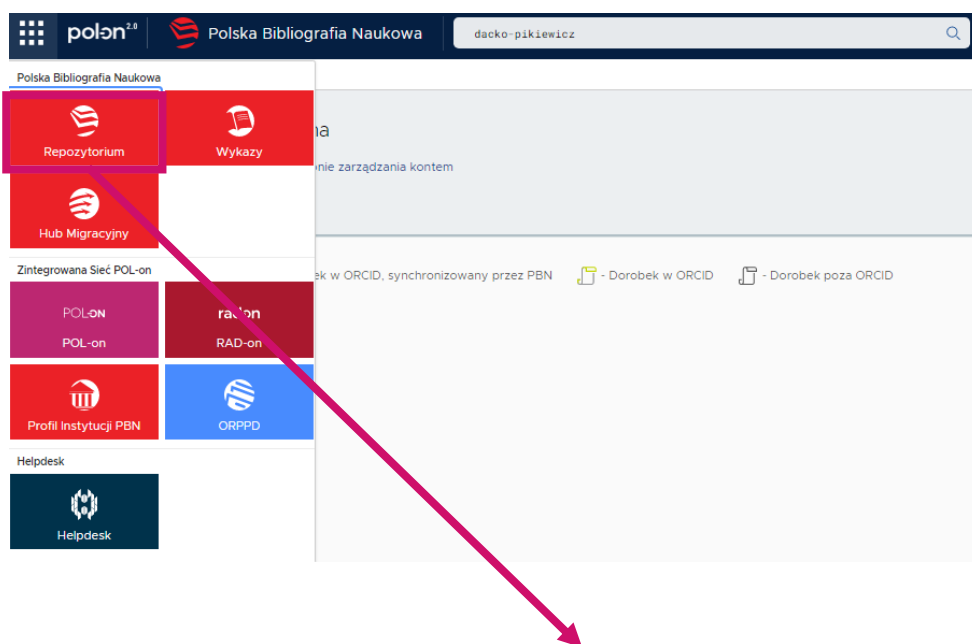 polon 2.0 Polska Bibliografia Naukowa dacko-pikiewicz
Polska Bibliografia Naukowa
Repozytorium Wykazy
na
onie zarządzania kontem
Hub Migracyjny
Zintegrowana Sieć POL-on
ek w ORCID, synchronizowany przez PBN - Dorobek w ORCID - Dorobek poza ORCID
POL-ON radon
POL-on RAD-on
Profil Instytucji PBN ORPPD
Helpdesk
Helpdesk